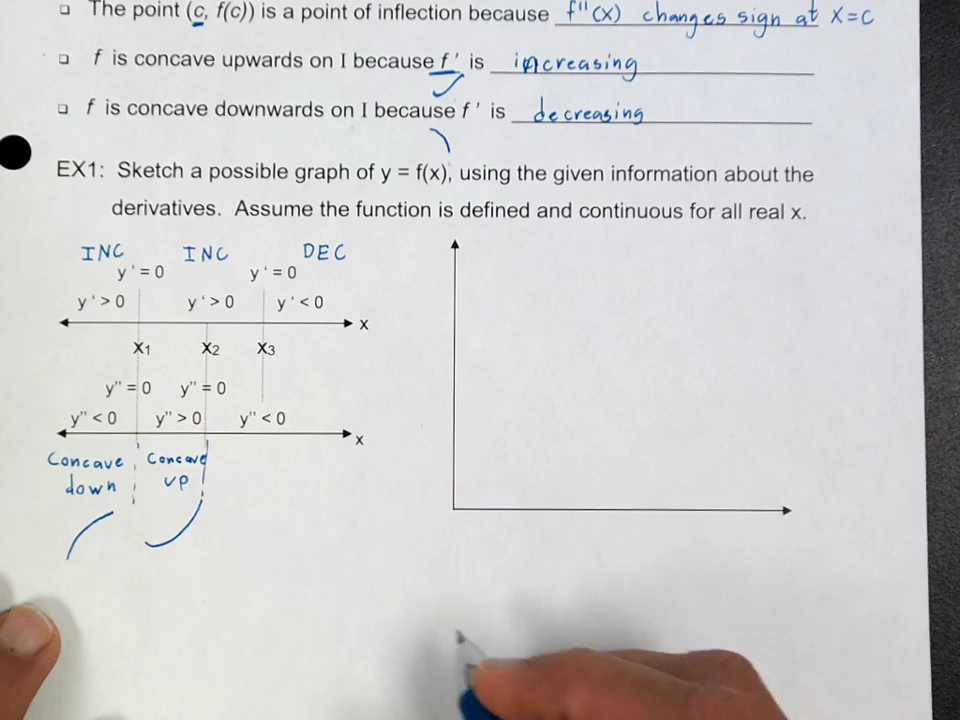 The point (c, f(c)) is a point of inflection because f''(x) changes sign at x=c
f is concave upwards on I because f ' is increasing
f is concave downwards on I because f ' is decreasing
EX1: Sketch a possible graph of y = f(x), using the given information about the
derivatives. Assume the function is defined and continuous for all real x.
INC INC DEC
y ' = 0 y ' = 0
y ' > 0 y ' > 0 y ' < 0
x
x1 x2 x3
y" = 0 y" = 0
y" < 0 y" > 0 y" < 0
x
Concave Concave
down up